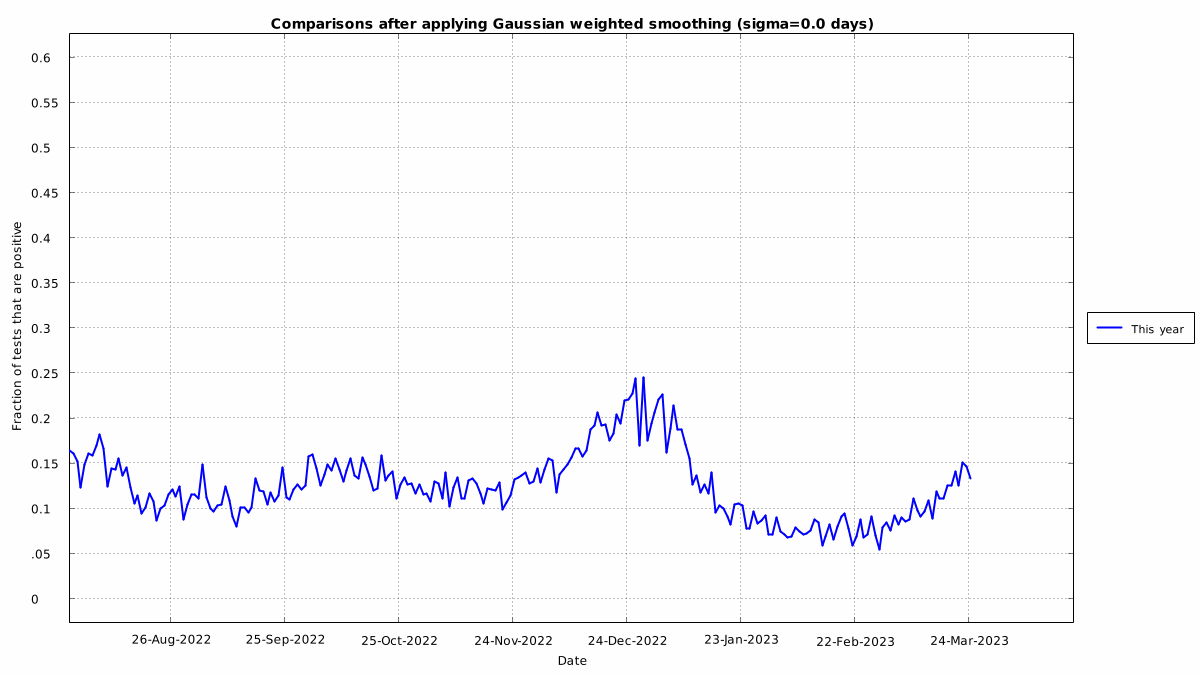 Comparisons after applying Gaussian weighted smoothing (sigma=0.0 days)
0.6
0.55
0.5
0.45
0.4
0.35
0.3
0.25
0.2
0.15
0.1
.05
0
Fraction of tests that are positive
This year
26-Aug-2022 25-Sep-2022 25-Oct-2022 24-Nov-2022 24-Dec-2022 23-Jan-2023 22-Feb-2023 24-Mar-2023
Date